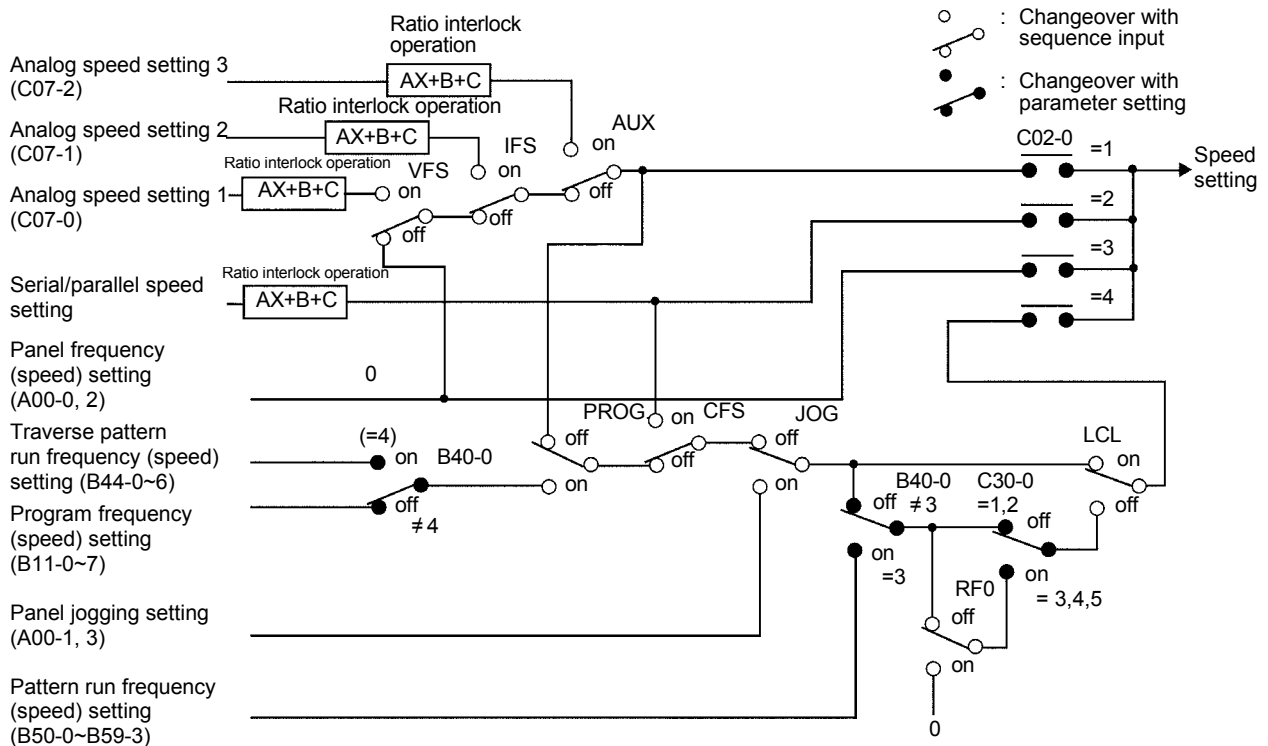 Ratio interlock
operation
Analog speed setting 3
(C07-2)
AX+B+C
Ratio interlock operation
Analog speed setting 2
(C07-1)
AX+B+C
Ratio interlock operation
Analog speed setting 1
(C07-0)
AX+B+C
VFS
on
off
IFS
on
off
AUX
on
off
: Changeover with
sequence input
: Changeover with
parameter setting
C02-0
=1
=2
=3
=4
Speed
setting
Ratio interlock operation
Serial/parallel speed
setting
AX+B+C
Panel frequency
(speed) setting
(A00-0, 2)
0
Traverse pattern
run frequency (speed)
setting (B44-0~6)
(=4)
on
B40-0
off
≠4
Program frequency
(speed) setting
(B11-0~7)
PROG
off
on
CFS
on
off
JOG
off
on
LCL
on
off
B40-0
≠3
off
on
=3
C30-0
=1,2
off
on
= 3,4,5
RF0
off
on
0
Panel jogging setting
(A00-1, 3)
Pattern run frequency
(speed) setting
(B50-0~B59-3)